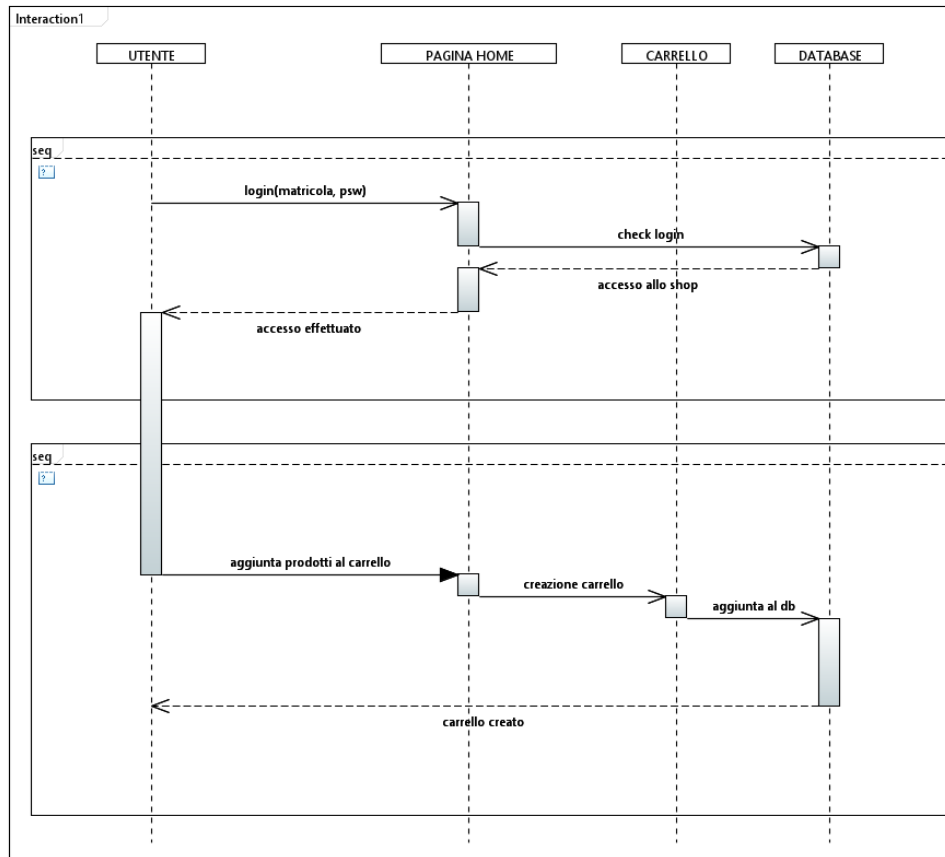 Interaction1
UTENTE
PAGINA HOME
CARRELLO
DATABASE
seq
?
login(matricola, psw)
check login
accesso allo shop
accesso effettuato
seq
?
aggiunta prodotti al carrello
creazione carrello
aggiunta al db
carrello creato